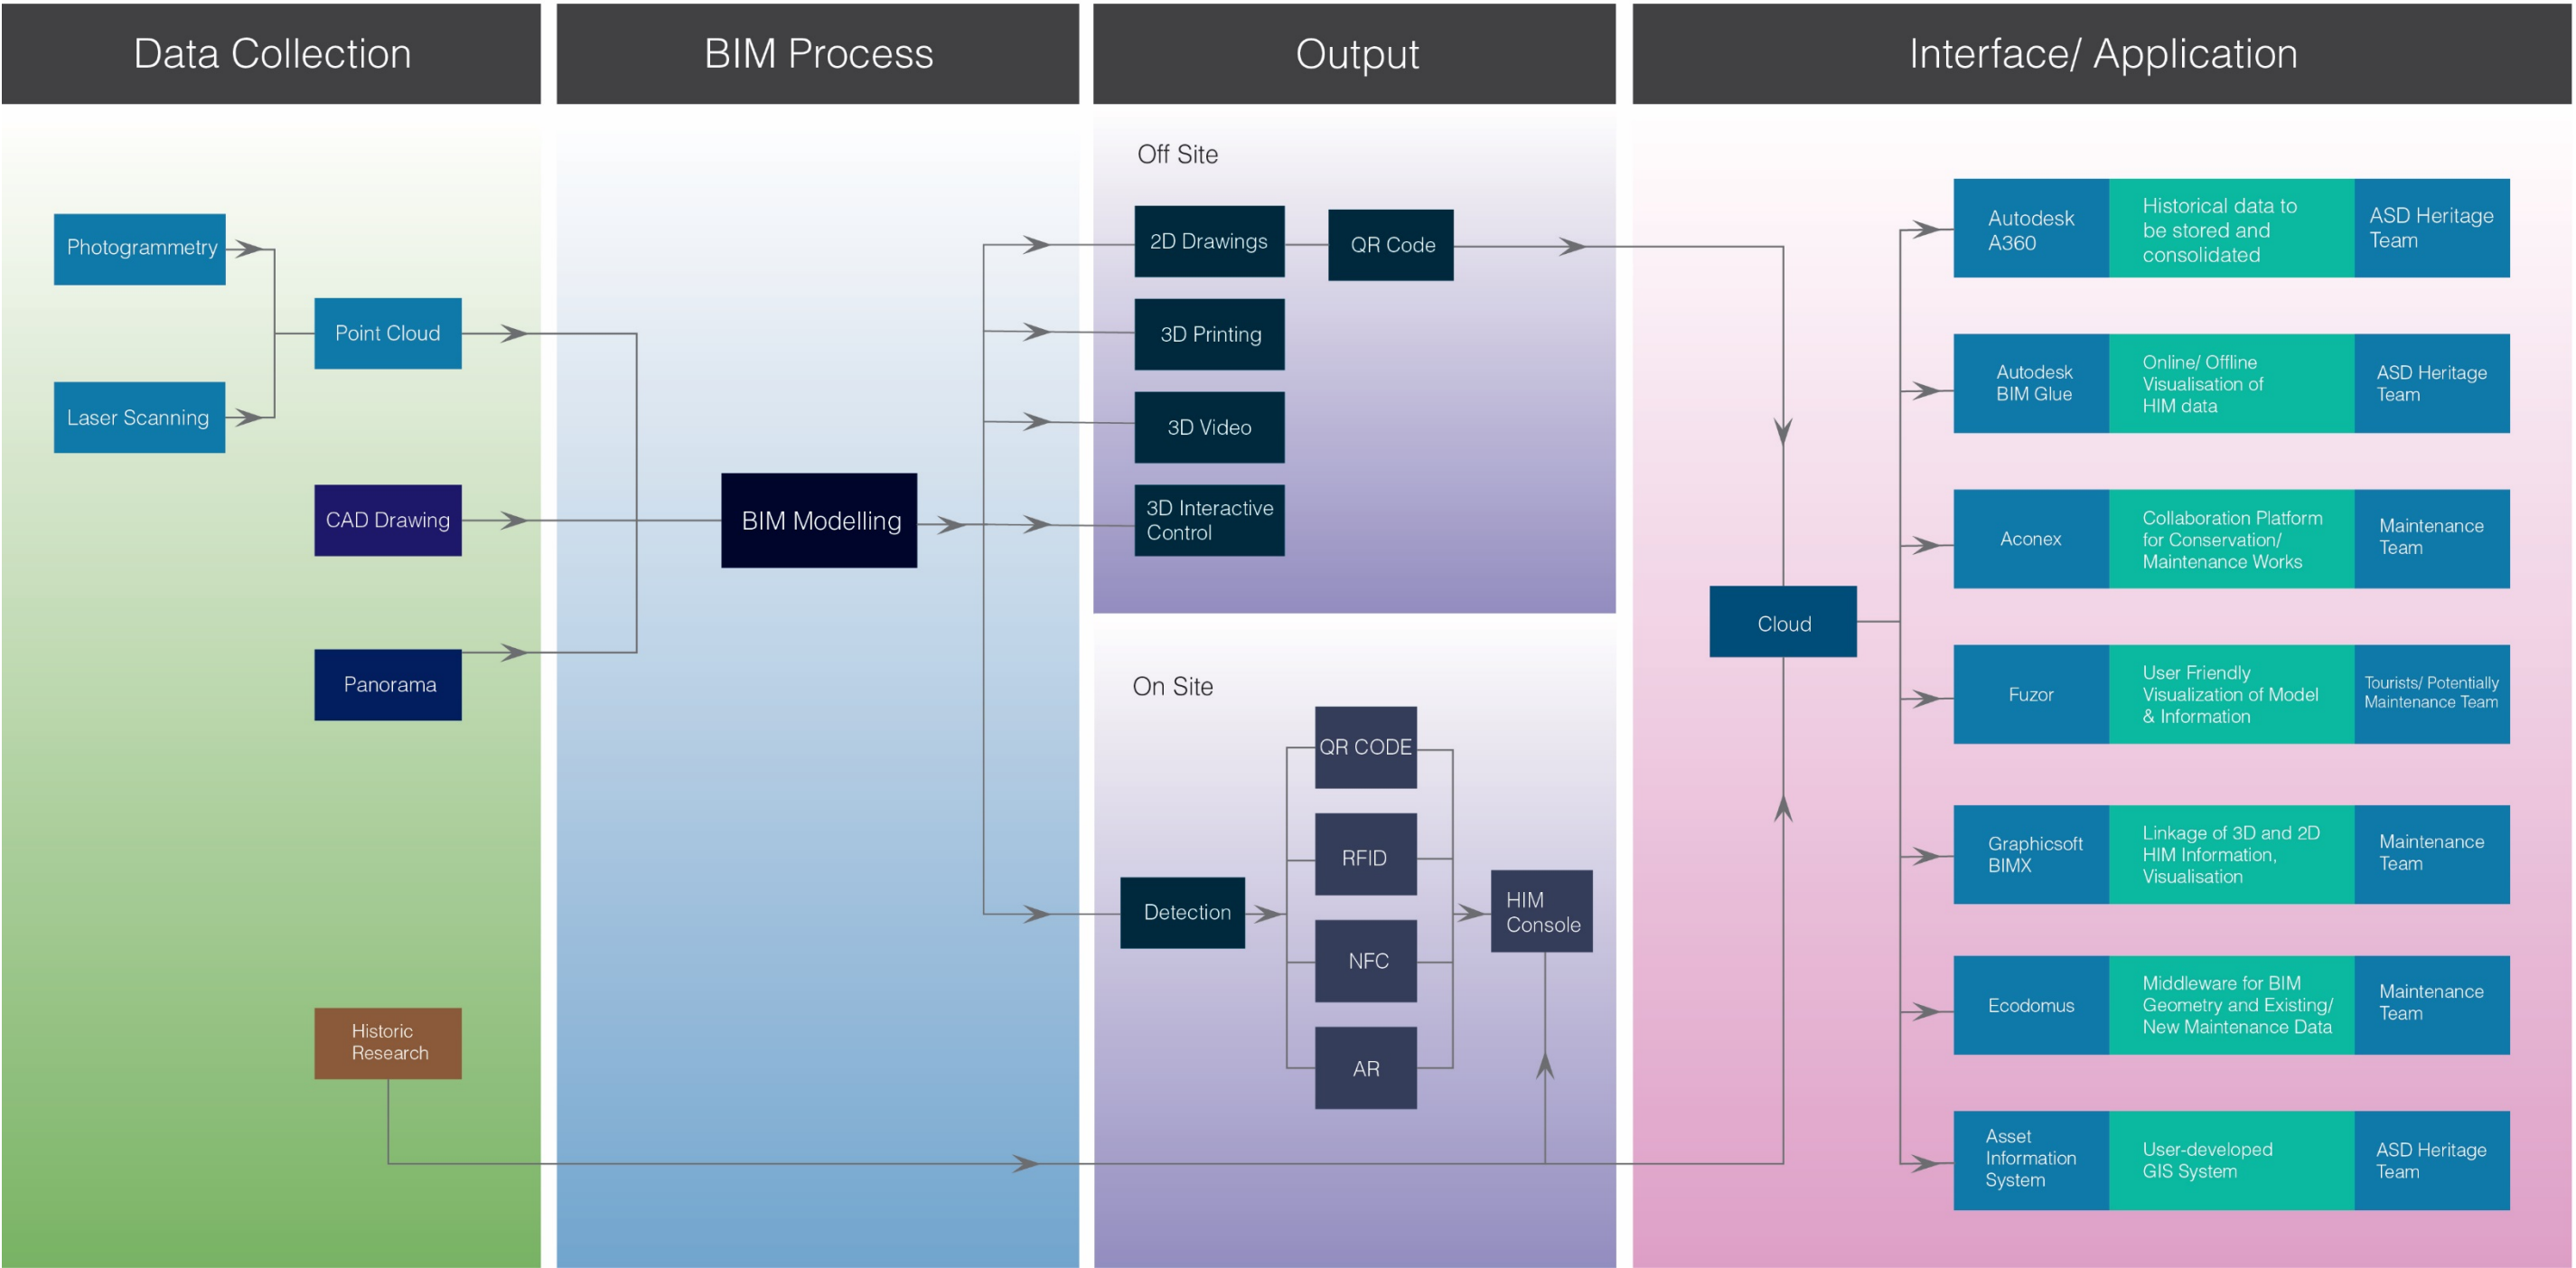 Data Collection
BIM Process
Output
Interface/ Application
Photogrammetry
Laser Scanning
Point Cloud
CAD Drawing
Panorama
Historic
Research
BIM Modelling
Off Site
2D Drawings
QR Code
3D Printing
3D Video
3D Interactive
Control
On Site
Detection
QR CODE
RFID
NFC
AR
HIM
Console
Cloud
Autodesk
A360
Historical data to
be stored and
consolidated
ASD Heritage
Team
Autodesk
BIM Glue
Online/ Offline
Visualisation of
HIM data
ASD Heritage
Team
Aconex
Collaboration Platform
for Conservation/
Maintenance Works
Maintenance
Team
Fuzor
User Friendly
Visualization of Model
& Information
Tourists/ Potentially
Maintenance Team
Graphicsoft
BIMX
Linkage of 3D and 2D
HIM Information,
Visualisation
Maintenance
Team
Ecodomus
Middleware for BIM
Geometry and Existing/
New Maintenance Data
Maintenance
Team
Asset
Information
System
User-developed
GIS System
ASD Heritage
Team